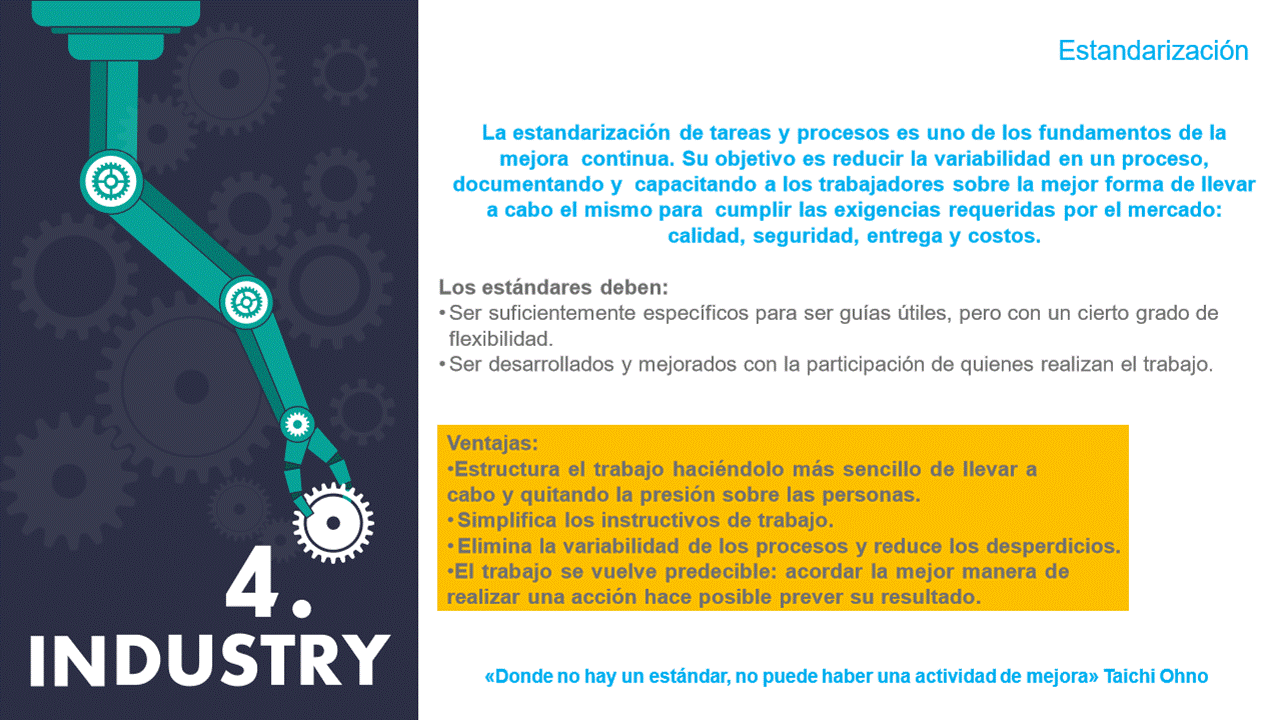 Estandarización
La estandarización de tareas y procesos es uno de los fundamentos de la
mejora continua. Su objetivo es reducir la variabilidad en un proceso,
documentando y capacitando a los trabajadores sobre la mejor forma de llevar
a cabo el mismo para cumplir las exigencias requeridas por el mercado:
calidad, seguridad, entrega y costos.
Los estándares deben:
•Ser suficientemente específicos para ser guías útiles, pero con un cierto grado de
flexibilidad.
•Ser desarrollados y mejorados con la participación de quienes realizan el trabajo.
Ventajas:
•Estructura el trabajo haciéndolo más sencillo de llevar a
cabo y quitando la presión sobre las personas.
•Simplifica los instructivos de trabajo.
•Elimina la variabilidad de los procesos y reduce los desperdicios.
•El trabajo se vuelve predecible: acordar la mejor manera de
realizar una acción hace posible prever su resultado.
«Donde no hay un estándar, no puede haber una actividad de mejora» Taichi Ohno
4.
INDUSTRY